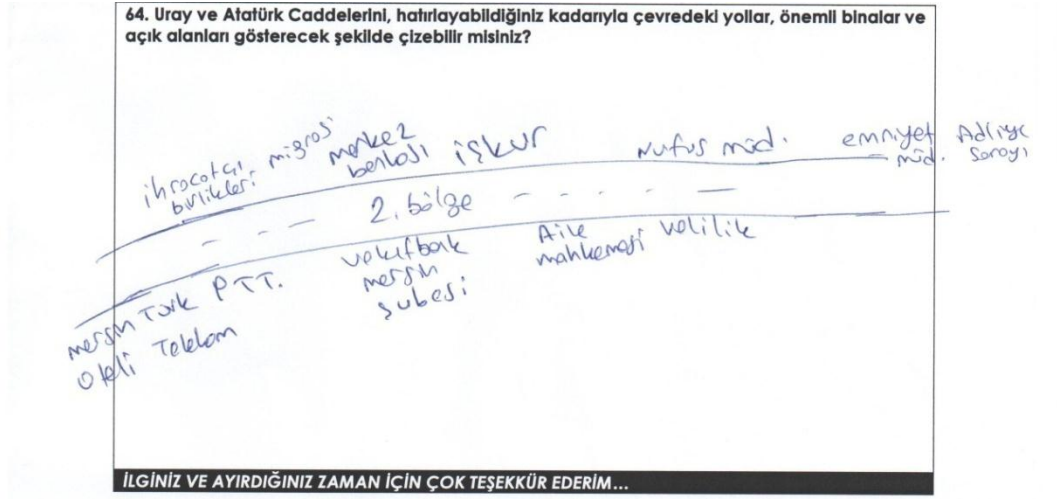 64. Uray ve Atatürk Caddelerini, hatırlayabildiğiniz kadarıyla çevredeki yollar, önemli binalar ve
açık alanları gösterecek şekilde çizebilir misiniz?
ihracatçı
birlikleri
migros
merkez
bankası
işkur
Nufus müd.
emniyet
müd.
Adliye
Sarayı
2. bölge
mersin
oteli
Türk
Telekom
PTT.
vakıfbank
mersin
şubesi
Aile
mahkemesi
valilik
İLGİNİZ VE AYIRDIĞINIZ ZAMAN İÇİN ÇOK TEŞEKKÜR EDERİM...